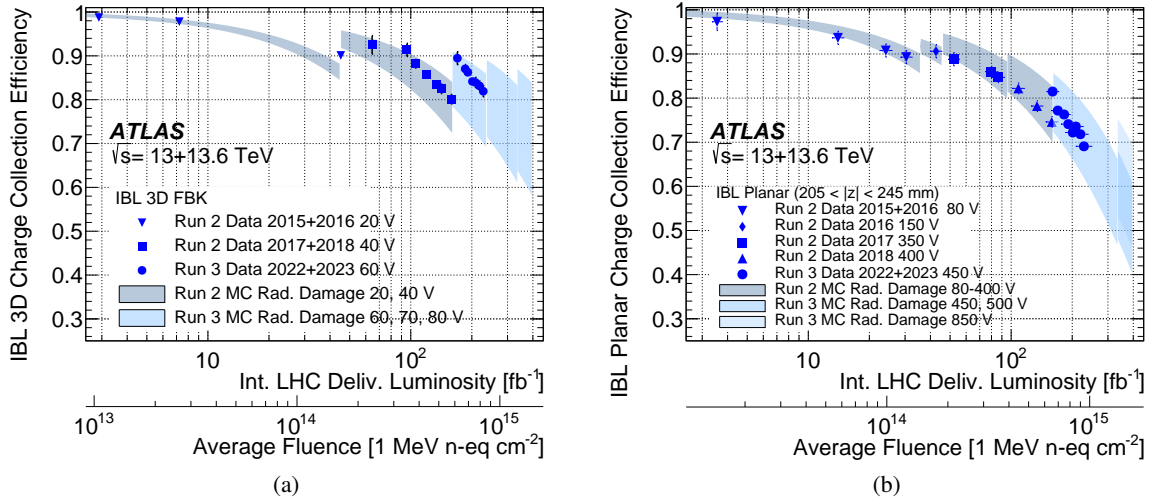 IBL 3D Charge Collection Efficiency
1
0.9
0.8
0.7
0.6
0.5
0.4
0.3
ATLAS
√s= 13+13.6 TeV
IBL 3D FBK
Run 2 Data 2015+2016 20 V
Run 2 Data 2017+2018 40 V
Run 3 Data 2022+2023 60 V
Run 2 MC Rad. Damage 20, 40 V
Run 3 MC Rad. Damage 60, 70, 80 V
10 10²
Int. LHC Deliv. Luminosity [fb⁻¹]
10¹³ 10¹⁴ 10¹⁵
Average Fluence [1 MeV n-eq cm⁻²]
(a)
IBL Planar Charge Collection Efficiency
1
0.9
0.8
0.7
0.6
0.5
0.4
0.3
ATLAS
√s= 13+13.6 TeV
IBL Planar (205 < |z| < 245 mm)
Run 2 Data 2015+2016 80 V
Run 2 Data 2016 150 V
Run 2 Data 2017 350 V
Run 2 Data 2018 400 V
Run 3 Data 2022+2023 450 V
Run 2 MC Rad. Damage 80-400 V
Run 3 MC Rad. Damage 450, 500 V
Run 3 MC Rad. Damage 850 V
10 10²
Int. LHC Deliv. Luminosity [fb⁻¹]
10¹⁴ 10¹⁵
Average Fluence [1 MeV n-eq cm⁻²]
(b)